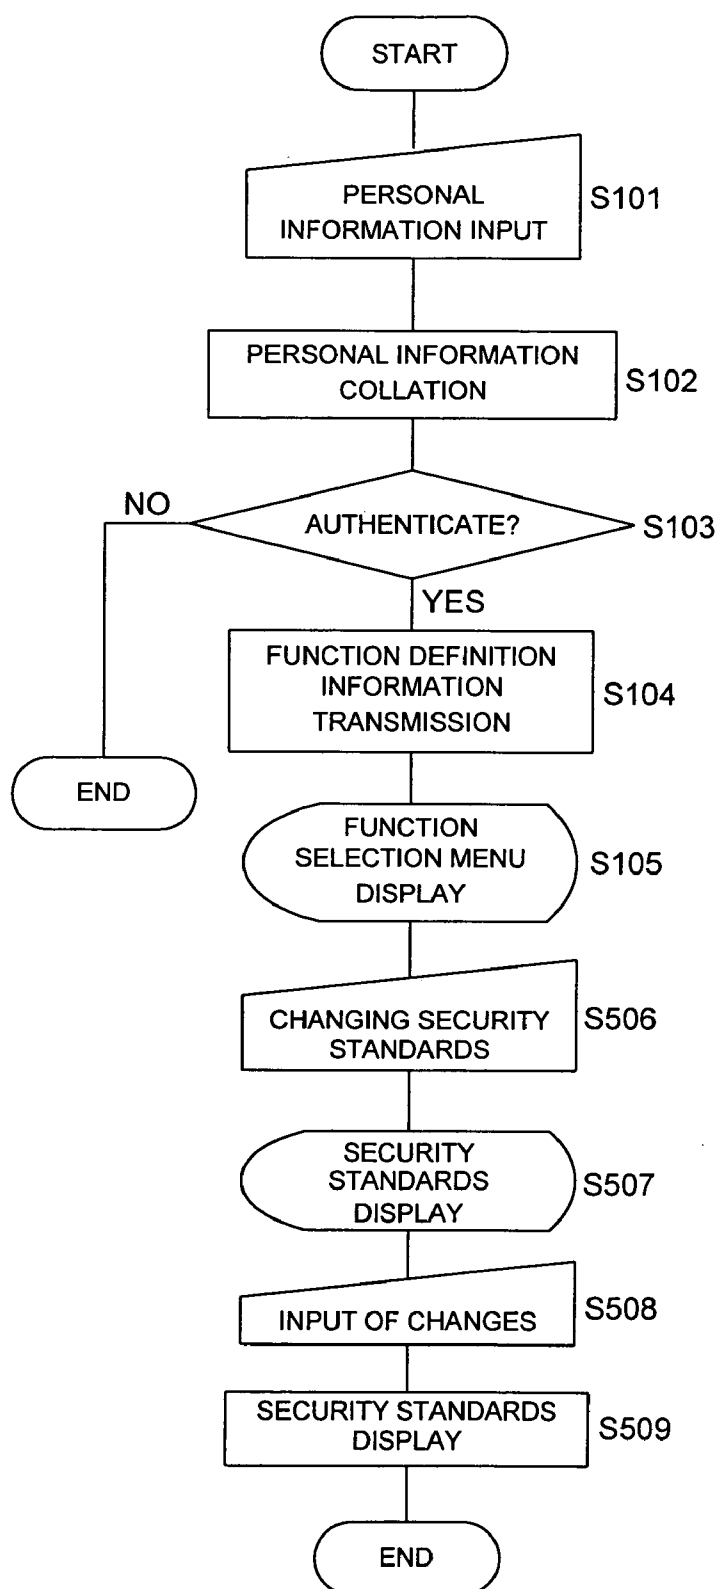 START
PERSONAL
INFORMATION INPUT
S101
PERSONAL INFORMATION
COLLATION
S102
NO
AUTHENTICATE?
S103
YES
FUNCTION DEFINITION
INFORMATION
TRANSMISSION
S104
END
FUNCTION
SELECTION MENU
DISPLAY
S105
CHANGING SECURITY
STANDARDS
S506
SECURITY
STANDARDS
DISPLAY
S507
INPUT OF CHANGES
S508
SECURITY STANDARDS
DISPLAY
S509
END